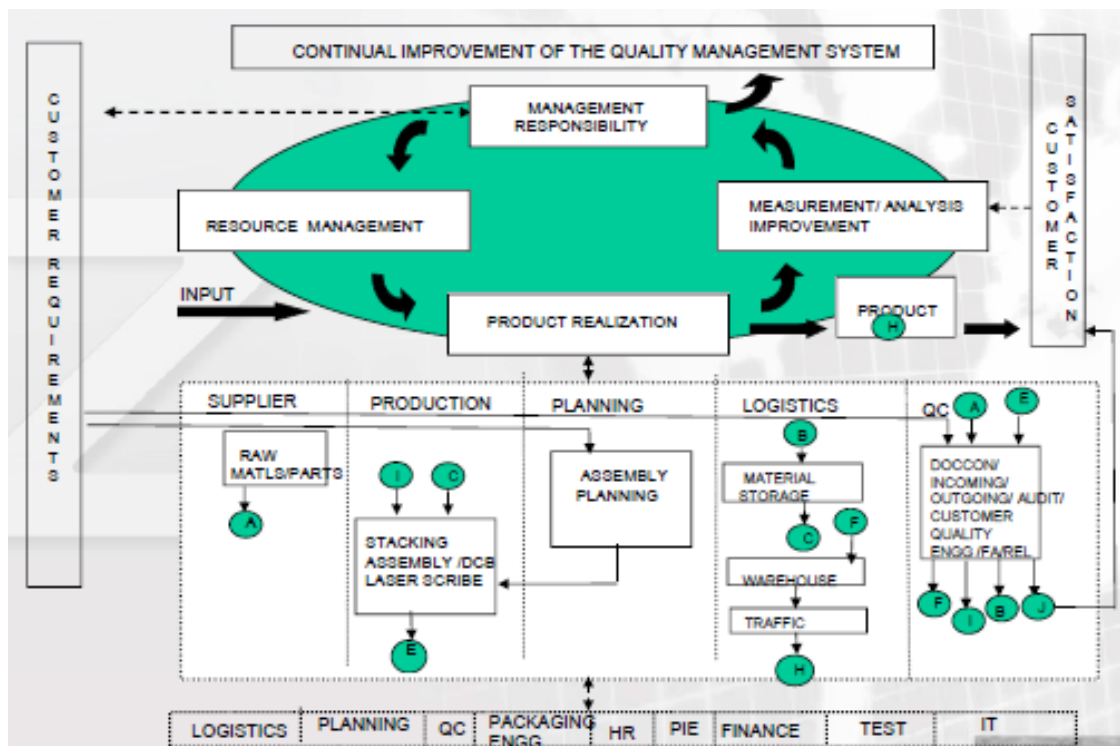 CONTINUAL IMPROVEMENT OF THE QUALITY MANAGEMENT SYSTEM
CUSTOMER REQUIREMENTS
MANAGEMENT
RESPONSIBILITY
CUSTOMER
SATISFACTION
RESOURCE MANAGEMENT
MEASUREMENT/ ANALYSIS
IMPROVEMENT
INPUT
PRODUCT REALIZATION
PRODUCT
H
SUPPLIER
PRODUCTION
PLANNING
LOGISTICS
QC
A
E
RAW
MATLS/PARTS
A
I
C
STACKING
ASSEMBLY /DCB
LASER SCRIBE
E
ASSEMBLY
PLANNING
B
MATERIAL
STORAGE
C
F
WAREHOUSE
TRAFFIC
H
DOCCON/
INCOMING/
OUTGOING/ AUDIT/
CUSTOMER
QUALITY
ENGG /FA/REL
F
I
B
J
LOGISTICS
PLANNING
QC
PACKAGING
ENGG
HR
PIE
FINANCE
TEST
IT